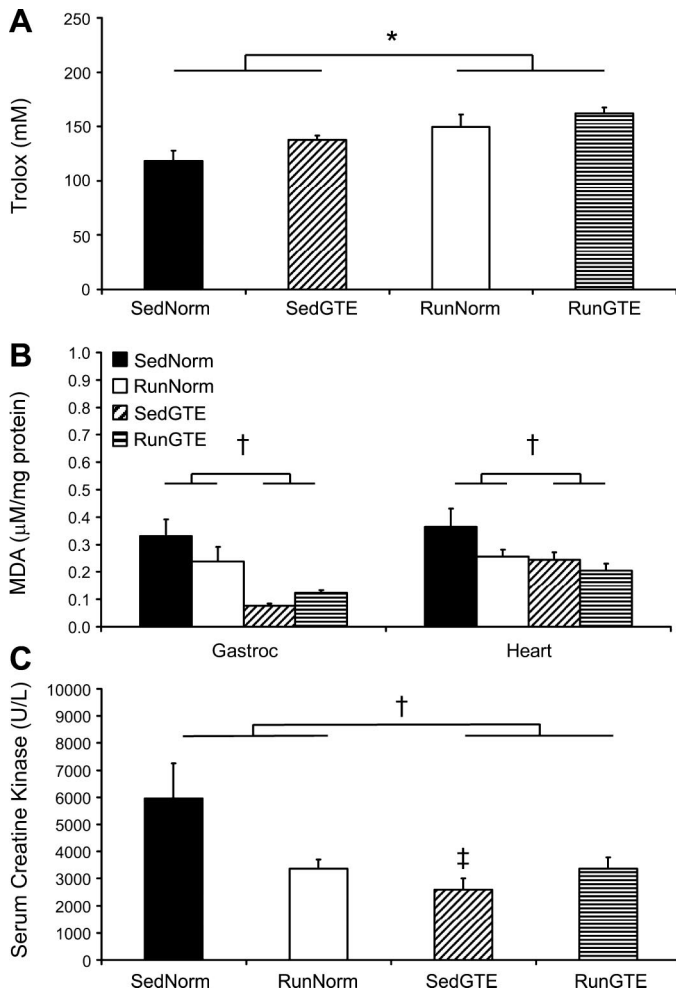 A
Trolox (mM)
250
200
150
100
50
0
*
SedNorm SedGTE RunNorm RunGTE
B
MDA (μM/mg protein)
1.0
0.9
0.8
0.7
0.6
0.5
0.4
0.3
0.2
0.1
0.0
SedNorm
RunNorm
SedGTE
RunGTE
† †
Gastroc Heart
C
Serum Creatine Kinase (U/L)
10000
9000
8000
7000
6000
5000
4000
3000
2000
1000
0
†
‡
SedNorm RunNorm SedGTE RunGTE